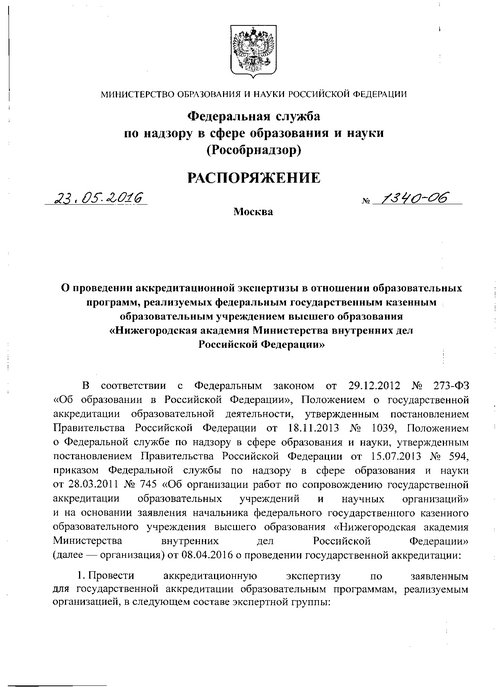 МИНИСТЕРСТВО ОБРАЗОВАНИЯ И НАУКИ РОССИЙСКОЙ ФЕДЕРАЦИИ
Федеральная служба
по надзору в сфере образования и науки
(Рособрнадзор)
РАСПОРЯЖЕНИЕ
23.05.2016 № 1340-06
Москва
О проведении аккредитационной экспертизы в отношении образовательных
программ, реализуемых федеральным государственным казенным
образовательным учреждением высшего образования
«Нижегородская академия Министерства внутренних дел
Российской Федерации»
В соответствии с Федеральным законом от 29.12.2012 № 273-ФЗ
«Об образовании в Российской Федерации», Положением о государственной
аккредитации образовательной деятельности, утвержденным постановлением
Правительства Российской Федерации от 18.11.2013 № 1039, Положением
о Федеральной службе по надзору в сфере образования и науки, утвержденным
постановлением Правительства Российской Федерации от 15.07.2013 № 594,
приказом Федеральной службы по надзору в сфере образования и науки
от 28.03.2011 № 745 «Об организации работ по сопровождению государственной
аккредитации образовательных учреждений и научных организаций»
и на основании заявления начальника федерального государственного казенного
образовательного учреждения высшего образования «Нижегородская академия
Министерства внутренних дел Российской Федерации»
(далее — организация) от 08.04.2016 о проведении государственной аккредитации:
1. Провести аккредитационную экспертизу по заявленным
для государственной аккредитации образовательным программам, реализуемым
организацией, в следующем составе экспертной группы: